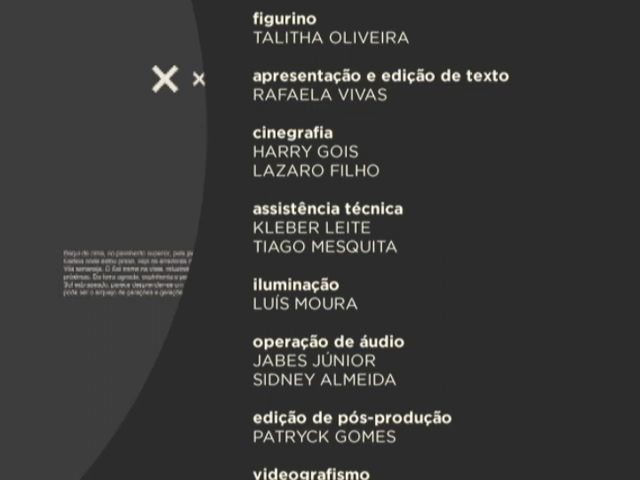 figurino
TALITHA OLIVEIRA
apresentação e edição de texto
RAFAELA VIVAS
cinegrafia
HARRY GOIS
LAZARO FILHO
assistência técnica
KLEBER LEITE
TIAGO MESQUITA
iluminação
LUÍS MOURA
operação de áudio
JABES JÚNIOR
SIDNEY ALMEIDA
edição de pós-produção
PATRYCK GOMES
videografismo